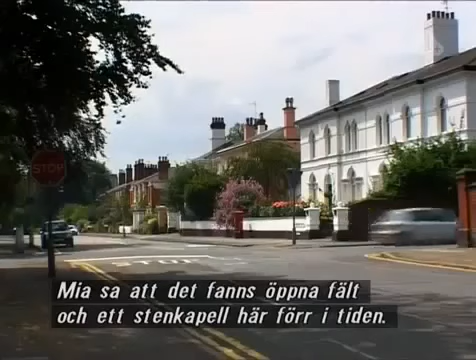 STOP
STOP
Mia sa att det fanns öppna fält
och ett stenkapell här förr i tiden.